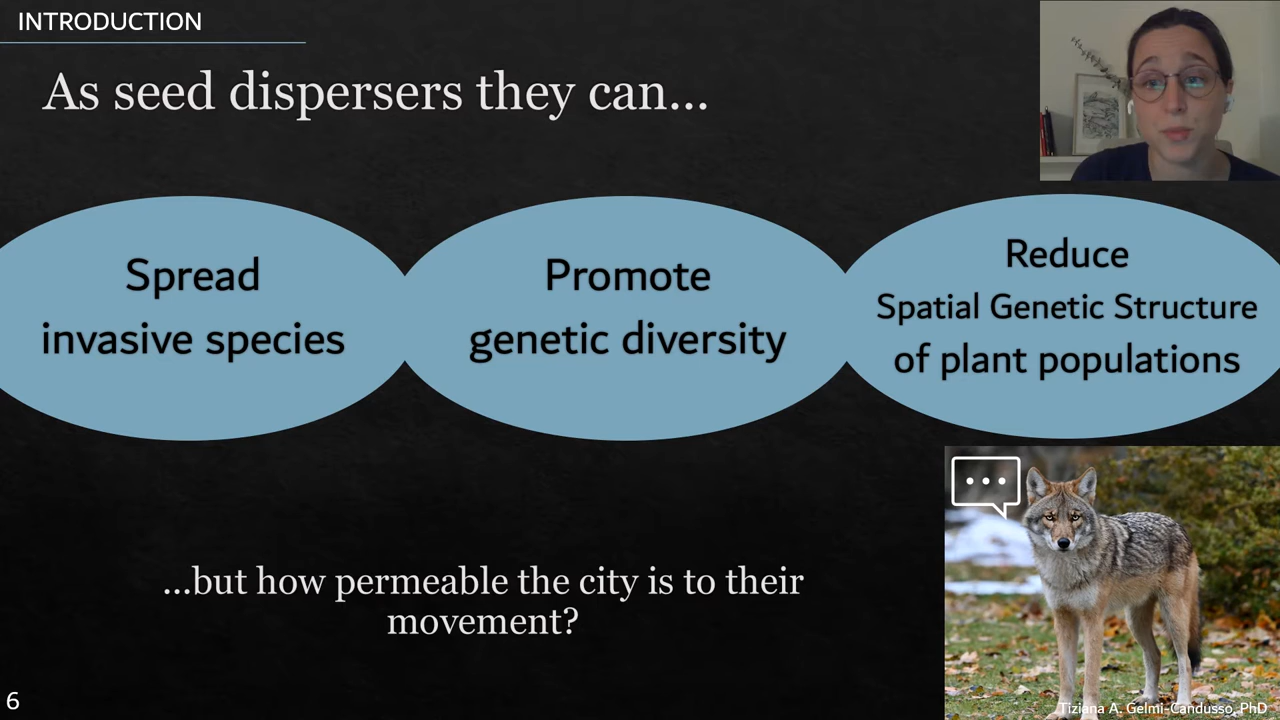 INTRODUCTION
As seed dispersers they can...
Spread
invasive species
Promote
genetic diversity
Reduce
Spatial Genetic Structure
of plant populations
...but how permeable the city is to their
movement?
Tiziana A. Gelmi-Candusso, PhD
6